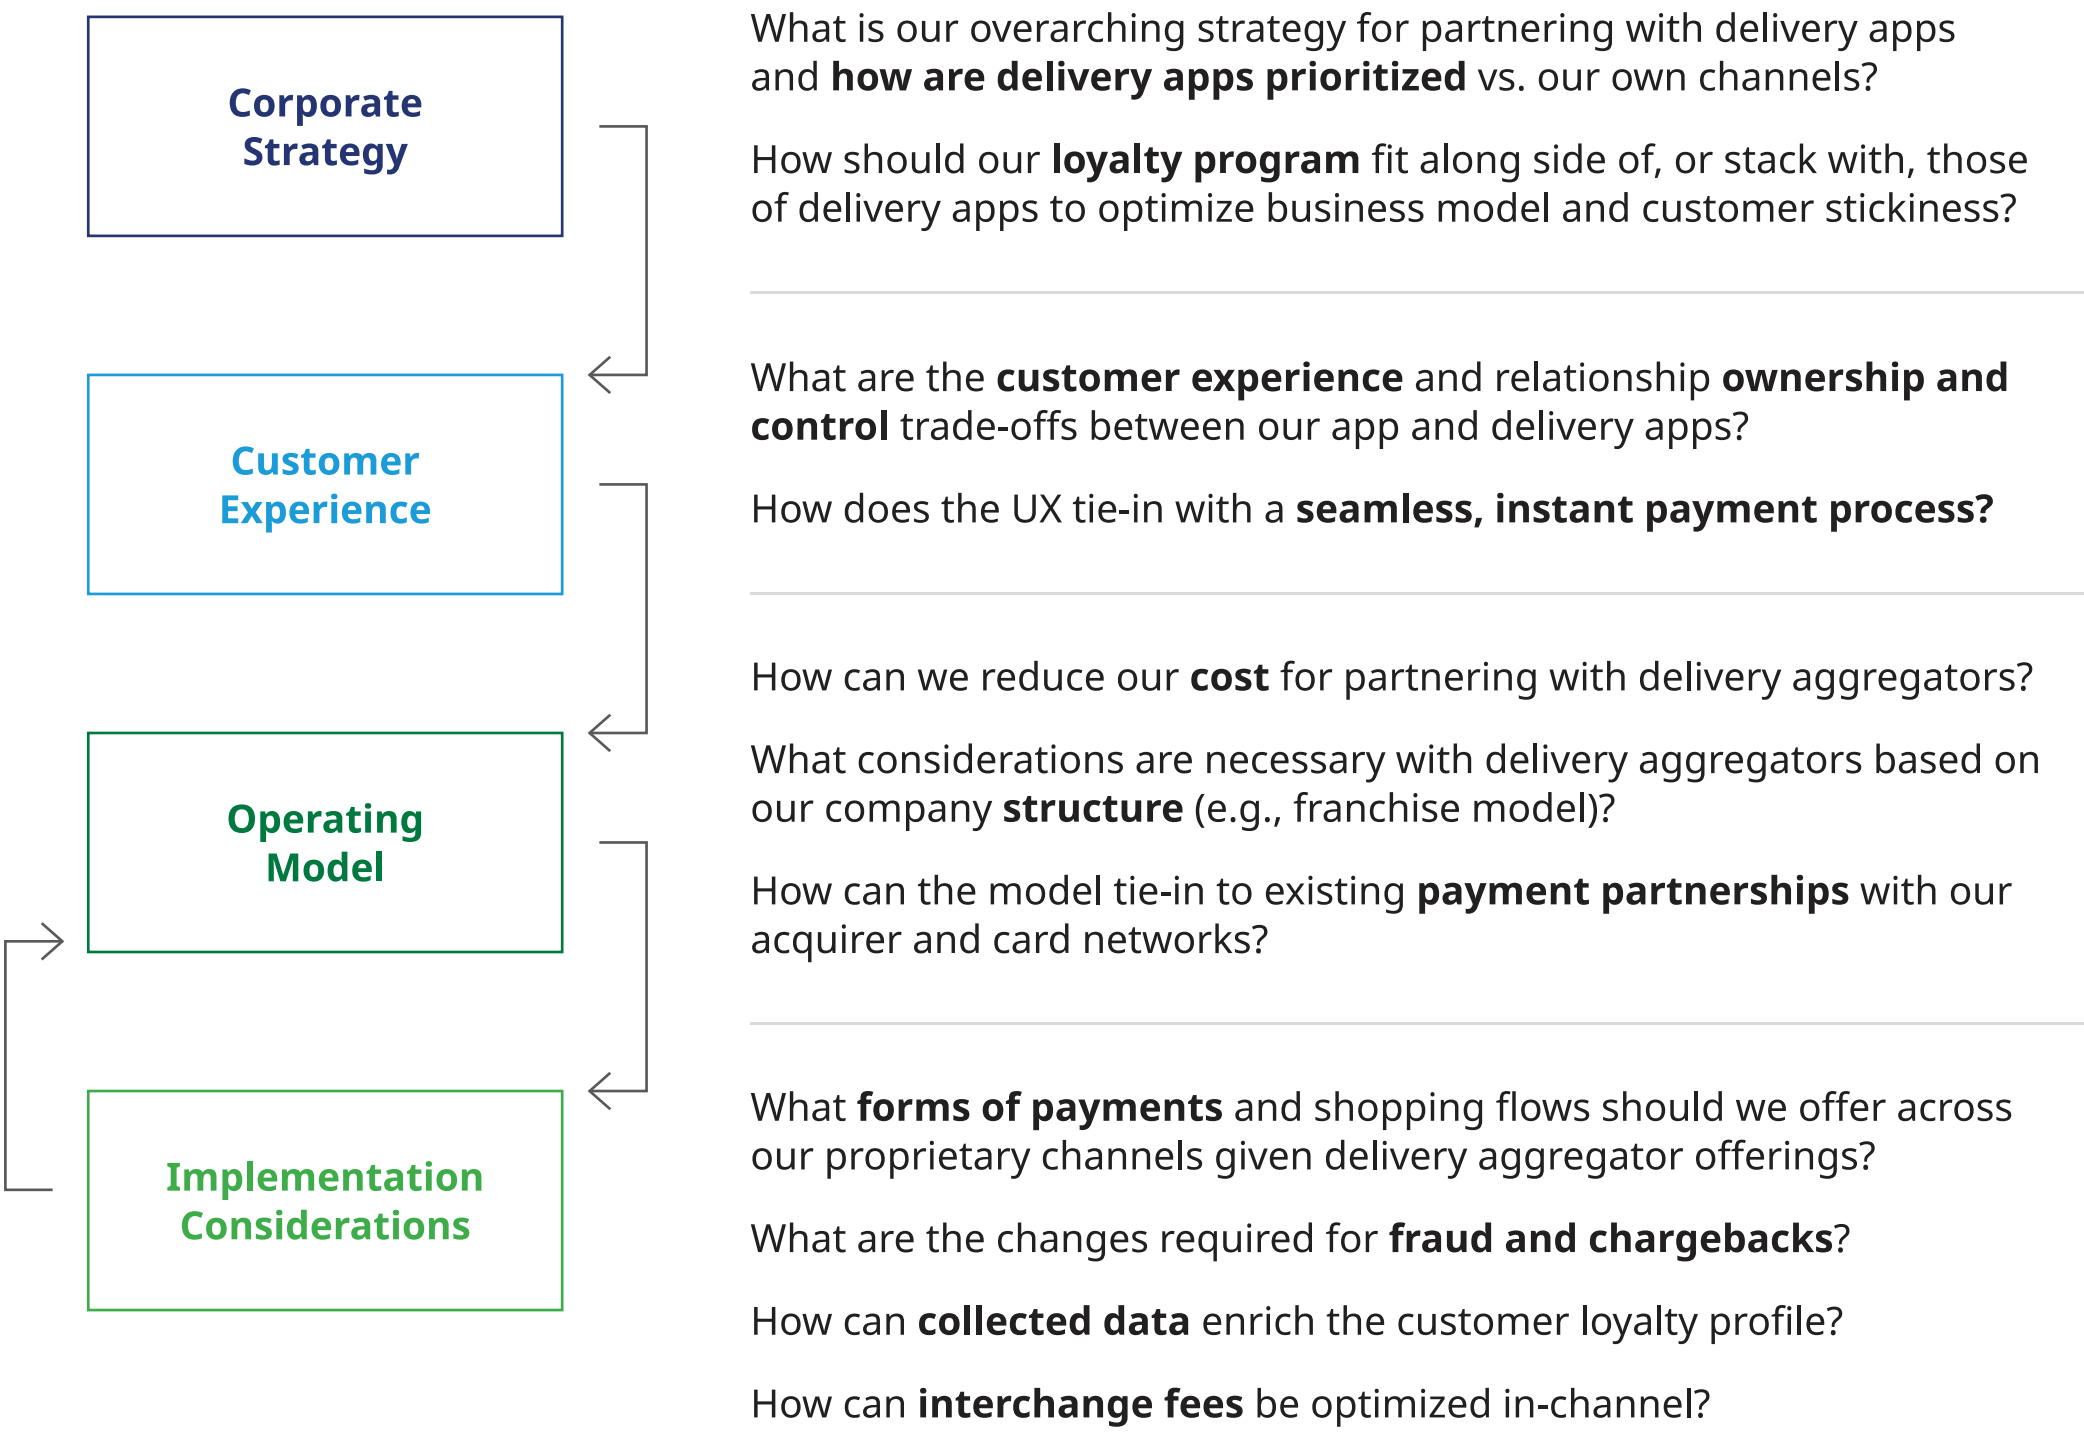 Corporate
Strategy
What is our overarching strategy for partnering with delivery apps
and how are delivery apps prioritized vs. our own channels?
How should our loyalty program fit along side of, or stack with, those
of delivery apps to optimize business model and customer stickiness?
Customer
Experience
What are the customer experience and relationship ownership and
control trade-offs between our app and delivery apps?
How does the UX tie-in with a seamless, instant payment process?
Operating
Model
How can we reduce our cost for partnering with delivery aggregators?
What considerations are necessary with delivery aggregators based on
our company structure (e.g., franchise model)?
How can the model tie-in to existing payment partnerships with our
acquirer and card networks?
Implementation
Considerations
What forms of payments and shopping flows should we offer across
our proprietary channels given delivery aggregator offerings?
What are the changes required for fraud and chargebacks?
How can collected data enrich the customer loyalty profile?
How can interchange fees be optimized in-channel?